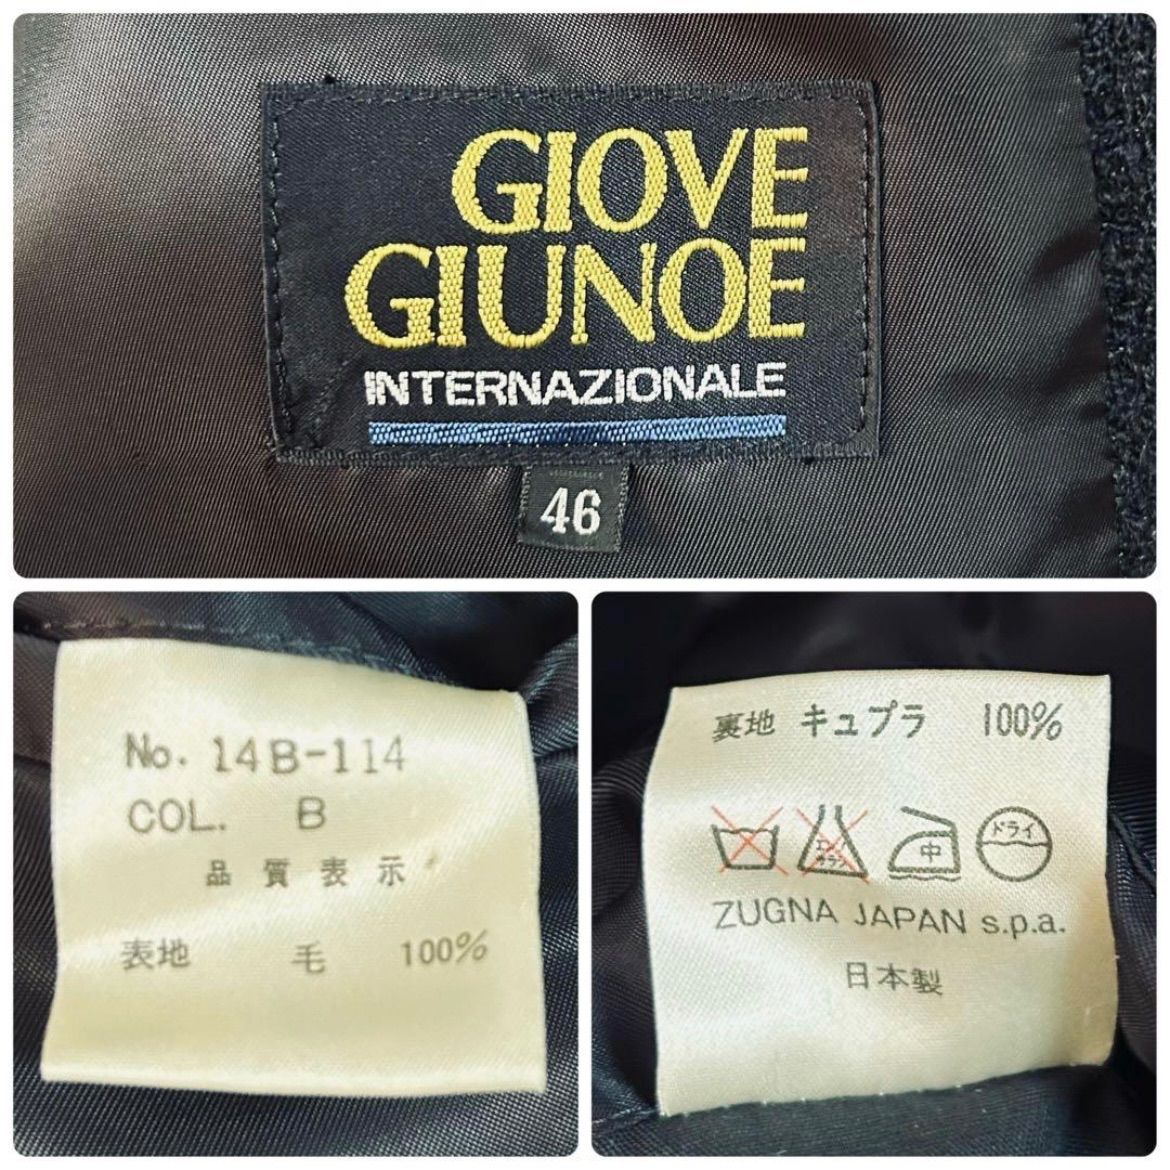 GIOVE
GIUNOE
INTERNAZIONALE
46
No. 14B-114
COL. B
品質表示
表地 毛 100%
裏地 キュプラ 100%
中 ドライ
ZUGNA JAPAN s.p.a.
日本製